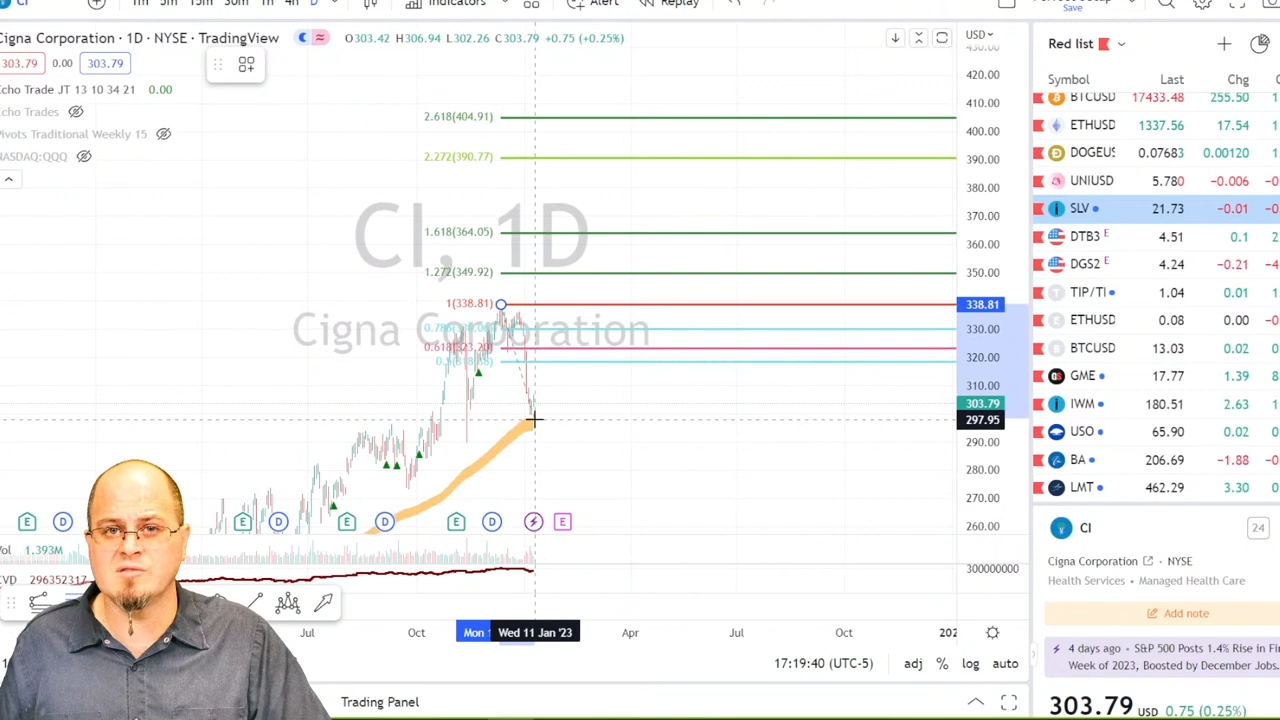 CI
1m 5m 15m 30m 1h 4h D
Indicators
Alert
Replay
Perfect Setup
Save
Cigna Corporation · 1D · NYSE · TradingView
O303.42 H306.94 L302.26 C303.79 +0.75 (+0.25%)
303.79 0.00 303.79
Echo Trade JT 13 10 34 21 0.00
Echo Trades
Pivots Traditional Weekly 15
NASDAQ:QQQ
USD
430.00
420.00
410.00
400.00
390.00
380.00
370.00
360.00
350.00
338.81
330.00
320.00
310.00
303.79
297.95
290.00
280.00
270.00
260.00
300000000
2.618(404.91)
2.272(390.77)
1.618(364.05)
1.272(349.92)
1(338.81)
0.618(323.20)
CI, 1D
Cigna Corporation
E D E D E D E D E
Vol 1.393M
CVD 296352317
Jul Oct Mon Wed 11 Jan '23 Apr Jul Oct
17:19:40 (UTC-5) adj % log auto
Trading Panel
Red list
Symbol Last Chg
BTCUSD 17433.48 255.50
ETHUSD 1337.56 17.54
DOGEUS 0.07683 0.00120
UNIUSD 5.780 −0.006
SLV 21.73 −0.01
DTB3 E 4.51 0.1
DGS2 E 4.24 −0.21
TIP/TI 1.04 0.01
ETHUSD 0.08 0.00
BTCUSD 13.03 0.02
GME 17.77 1.39
IWM 180.51 2.63
USO 65.90 0.02
BA 206.69 −1.88
LMT 462.29 3.30
CI 24
Cigna Corporation · NYSE
Health Services • Managed Health Care
Add note
4 days ago • S&P 500 Posts 1.4% Rise in
Week of 2023, Boosted by December Jobs
303.79 USD 0.75 (0.25%)